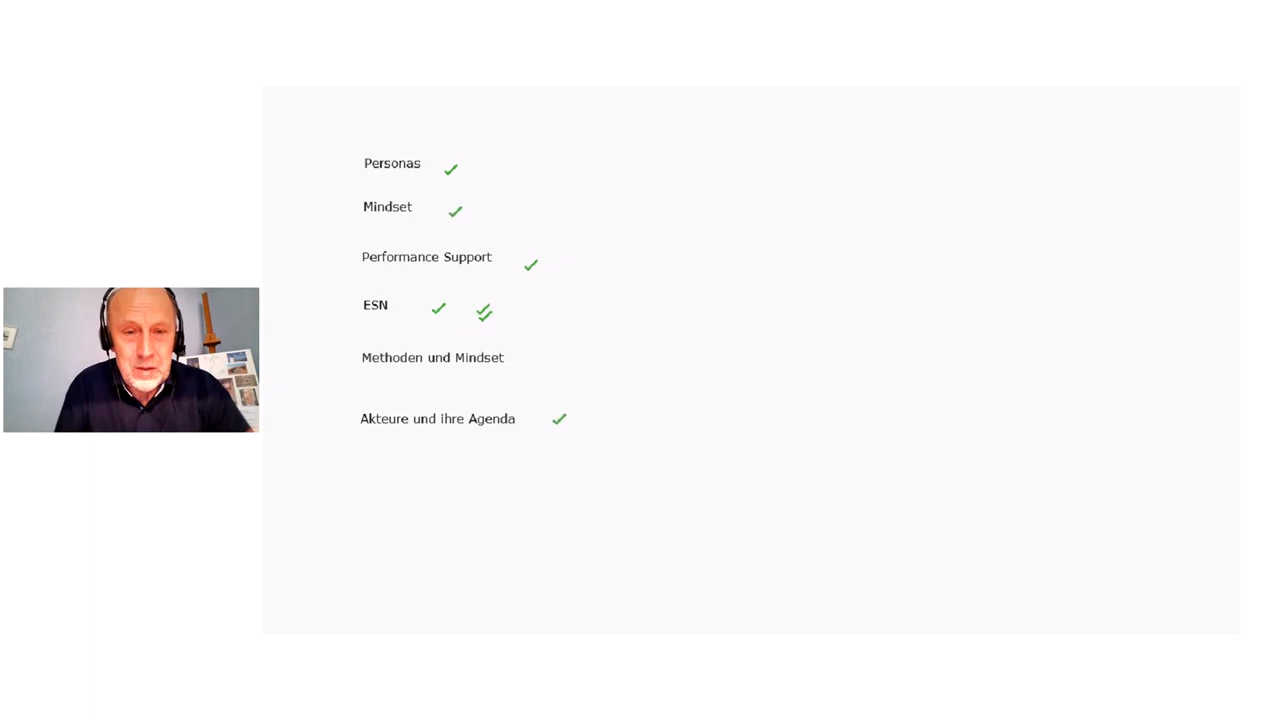 Personas
Mindset
Performance Support
ESN
Methoden und Mindset
Akteure und ihre Agenda